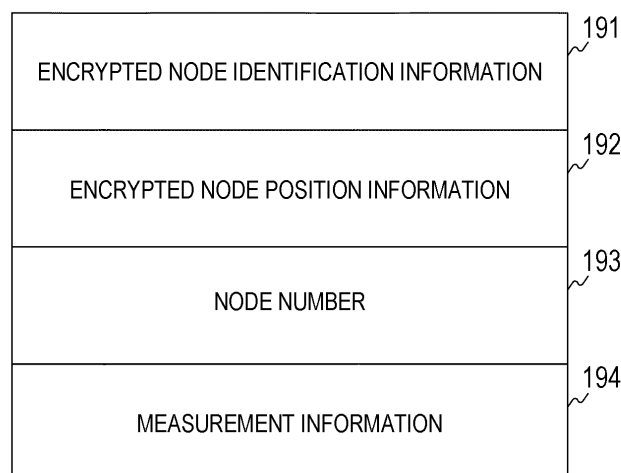 191
ENCRYPTED NODE IDENTIFICATION INFORMATION
192
ENCRYPTED NODE POSITION INFORMATION
193
NODE NUMBER
194
MEASUREMENT INFORMATION